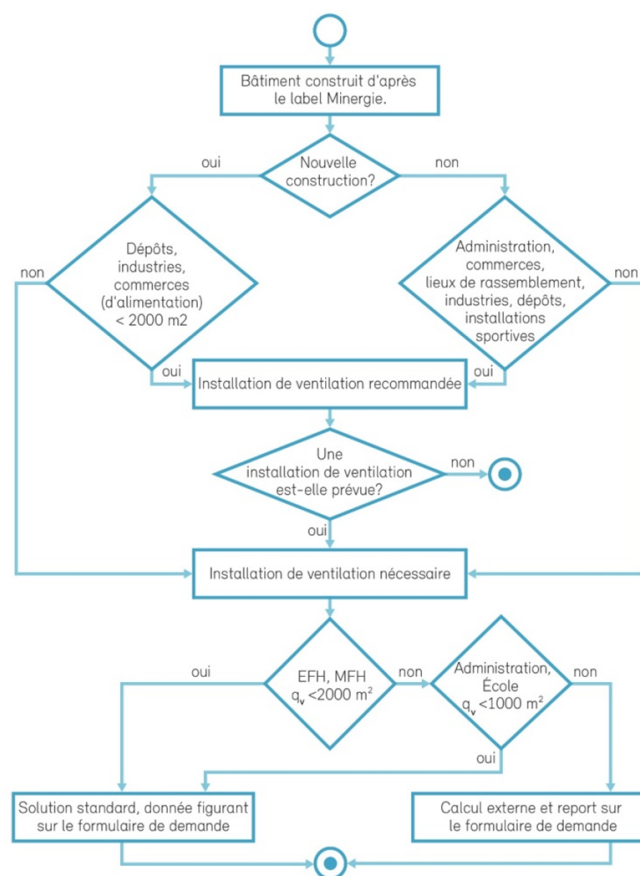 Bâtiment construit d'après
le label Minergie.
oui
Nouvelle
construction?
non
non
Dépôts,
industries,
commerces
(d'alimentation)
< 2000 m2
Administration,
commerces,
lieux de rassemblement,
industries, dépôts,
installations
sportives
non
oui
Installation de ventilation recommandée
oui
Une
installation de ventilation
est-elle prévue?
non
oui
Installation de ventilation nécessaire
oui
EFH, MFH
qv <2000 m²
non
Administration,
École
qv <1000 m²
non
oui
Solution standard, donnée figurant
sur le formulaire de demande
Calcul externe et report sur
le formulaire de demande